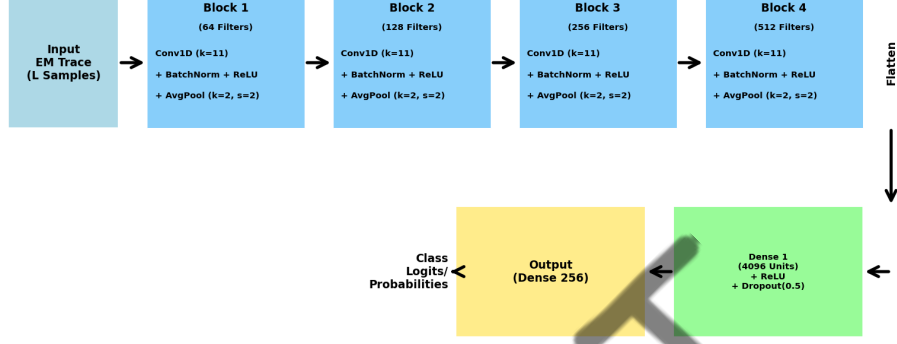 Input
EM Trace
(L Samples)
Block 1
(64 Filters)
Conv1D (k=11)
+ BatchNorm + ReLU
+ AvgPool (k=2, s=2)
Block 2
(128 Filters)
Conv1D (k=11)
+ BatchNorm + ReLU
+ AvgPool (k=2, s=2)
Block 3
(256 Filters)
Conv1D (k=11)
+ BatchNorm + ReLU
+ AvgPool (k=2, s=2)
Block 4
(512 Filters)
Conv1D (k=11)
+ BatchNorm + ReLU
+ AvgPool (k=2, s=2)
Flatten
Dense 1
(4096 Units)
+ ReLU
+ Dropout(0.5)
Output
(Dense 256)
Class
Logits/
Probabilities